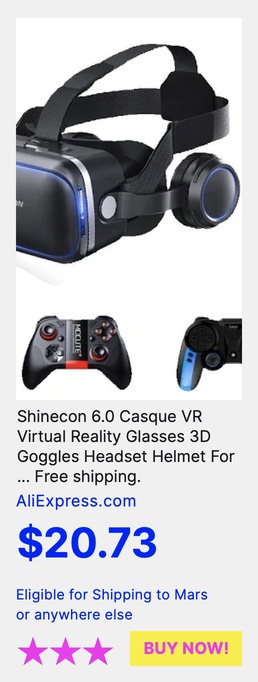 MOCUTE
Shinecon 6.0 Casque VR
Virtual Reality Glasses 3D
Goggles Headset Helmet For
... Free shipping.
AliExpress.com
$20.73
Eligible for Shipping to Mars
or anywhere else
BUY NOW!